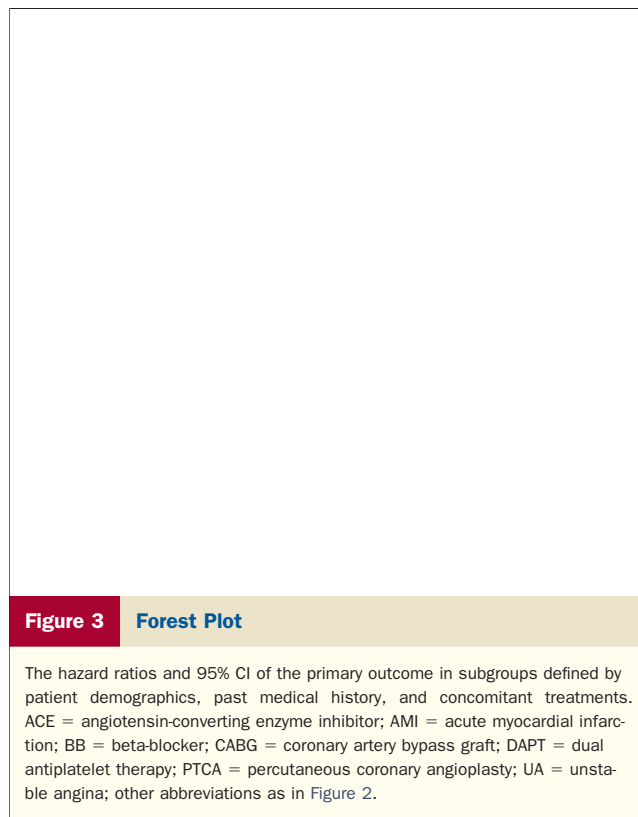 Figure 3 Forest Plot
The hazard ratios and 95% CI of the primary outcome in subgroups defined by
patient demographics, past medical history, and concomitant treatments.
ACE = angiotensin-converting enzyme inhibitor; AMI = acute myocardial infarc-
tion; BB = beta-blocker; CABG = coronary artery bypass graft; DAPT = dual
antiplatelet therapy; PTCA = percutaneous coronary angioplasty; UA = unsta-
ble angina; other abbreviations as in Figure 2.